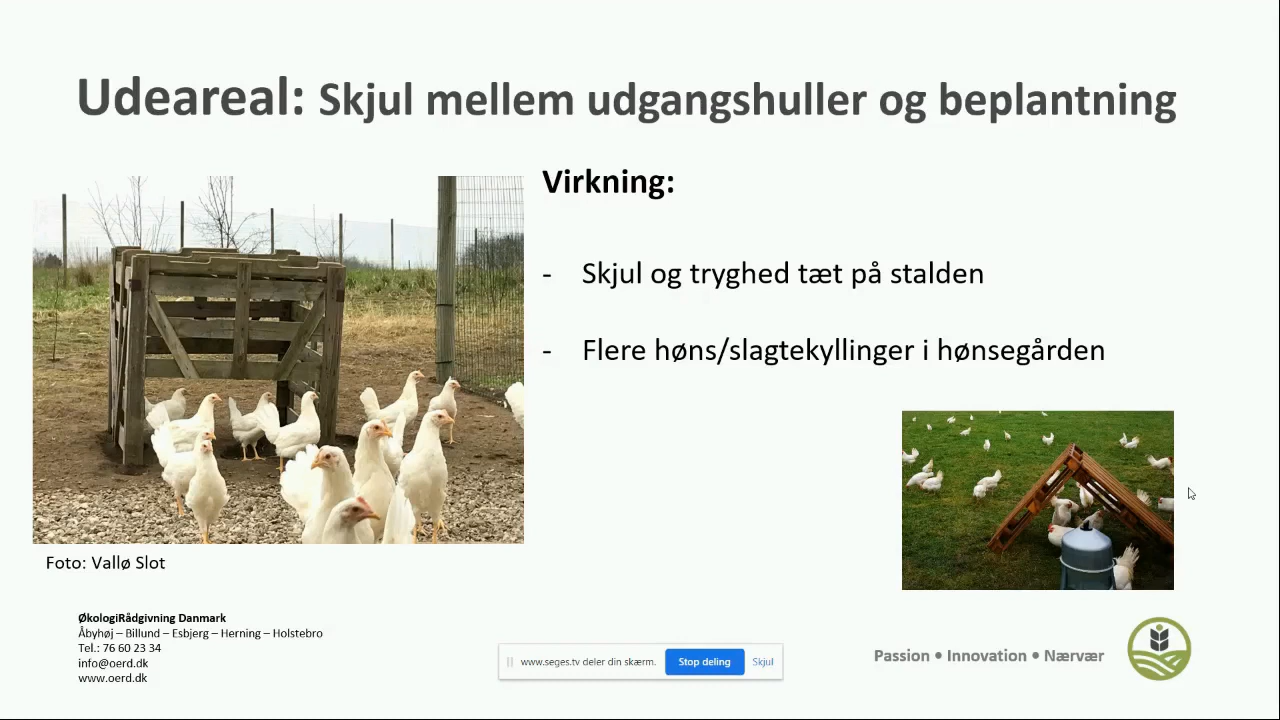 Udeareal: Skjul mellem udgangshuller og beplantning
Virkning:
- Skjul og tryghed tæt på stalden
- Flere høns/slagtekyllinger i hønsegården
Foto: Vallø Slot
ØkologiRådgivning Danmark
Åbyhøj – Billund – Esbjerg – Herning – Holstebro
Tel.: 76 60 23 34
info@oerd.dk
www.oerd.dk
www.seges.tv deler din skærm. Stop deling Skjul
Passion • Innovation • Nærvær